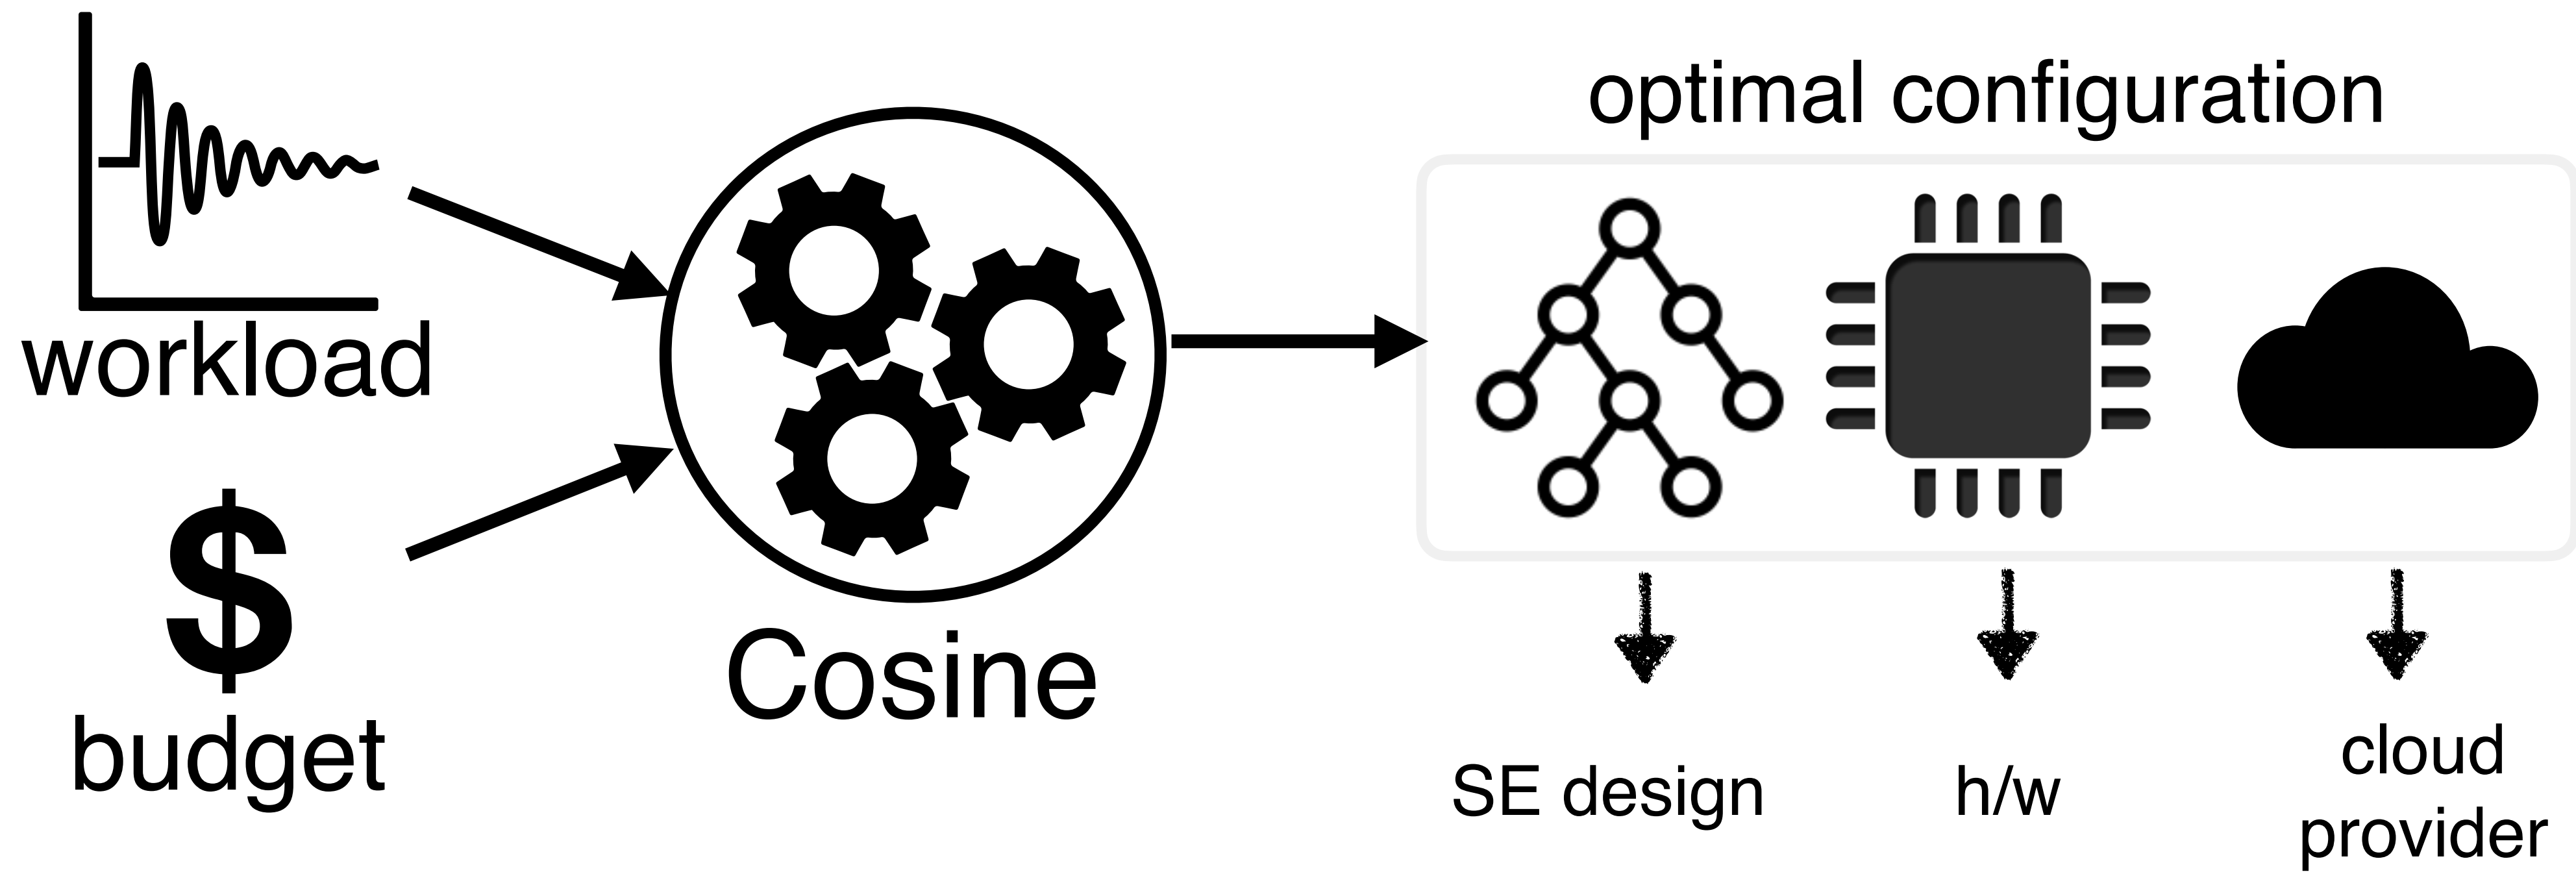 workload
$
budget
Cosine
optimal configuration
SE design
h/w
cloud
provider